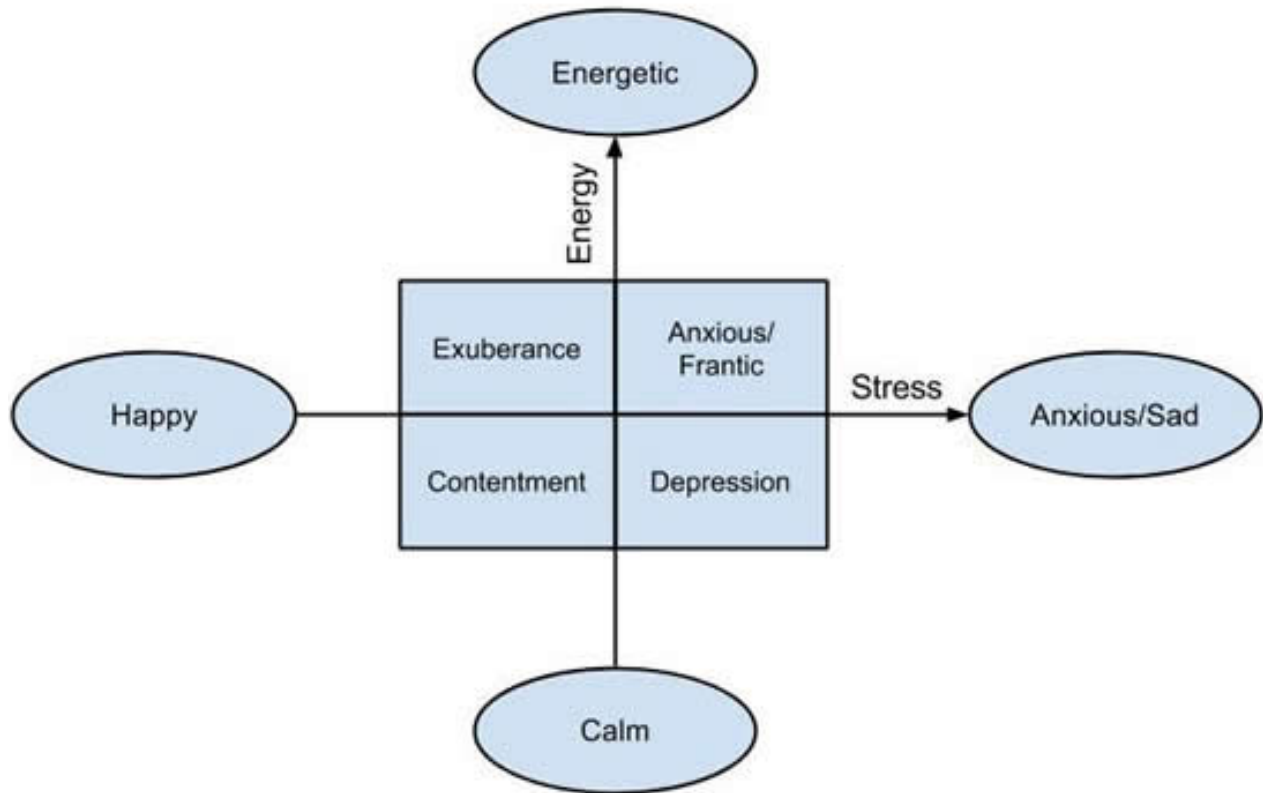 Energetic
Energy
Exuberance
Anxious/
Frantic
Happy
Stress
Anxious/Sad
Contentment
Depression
Calm